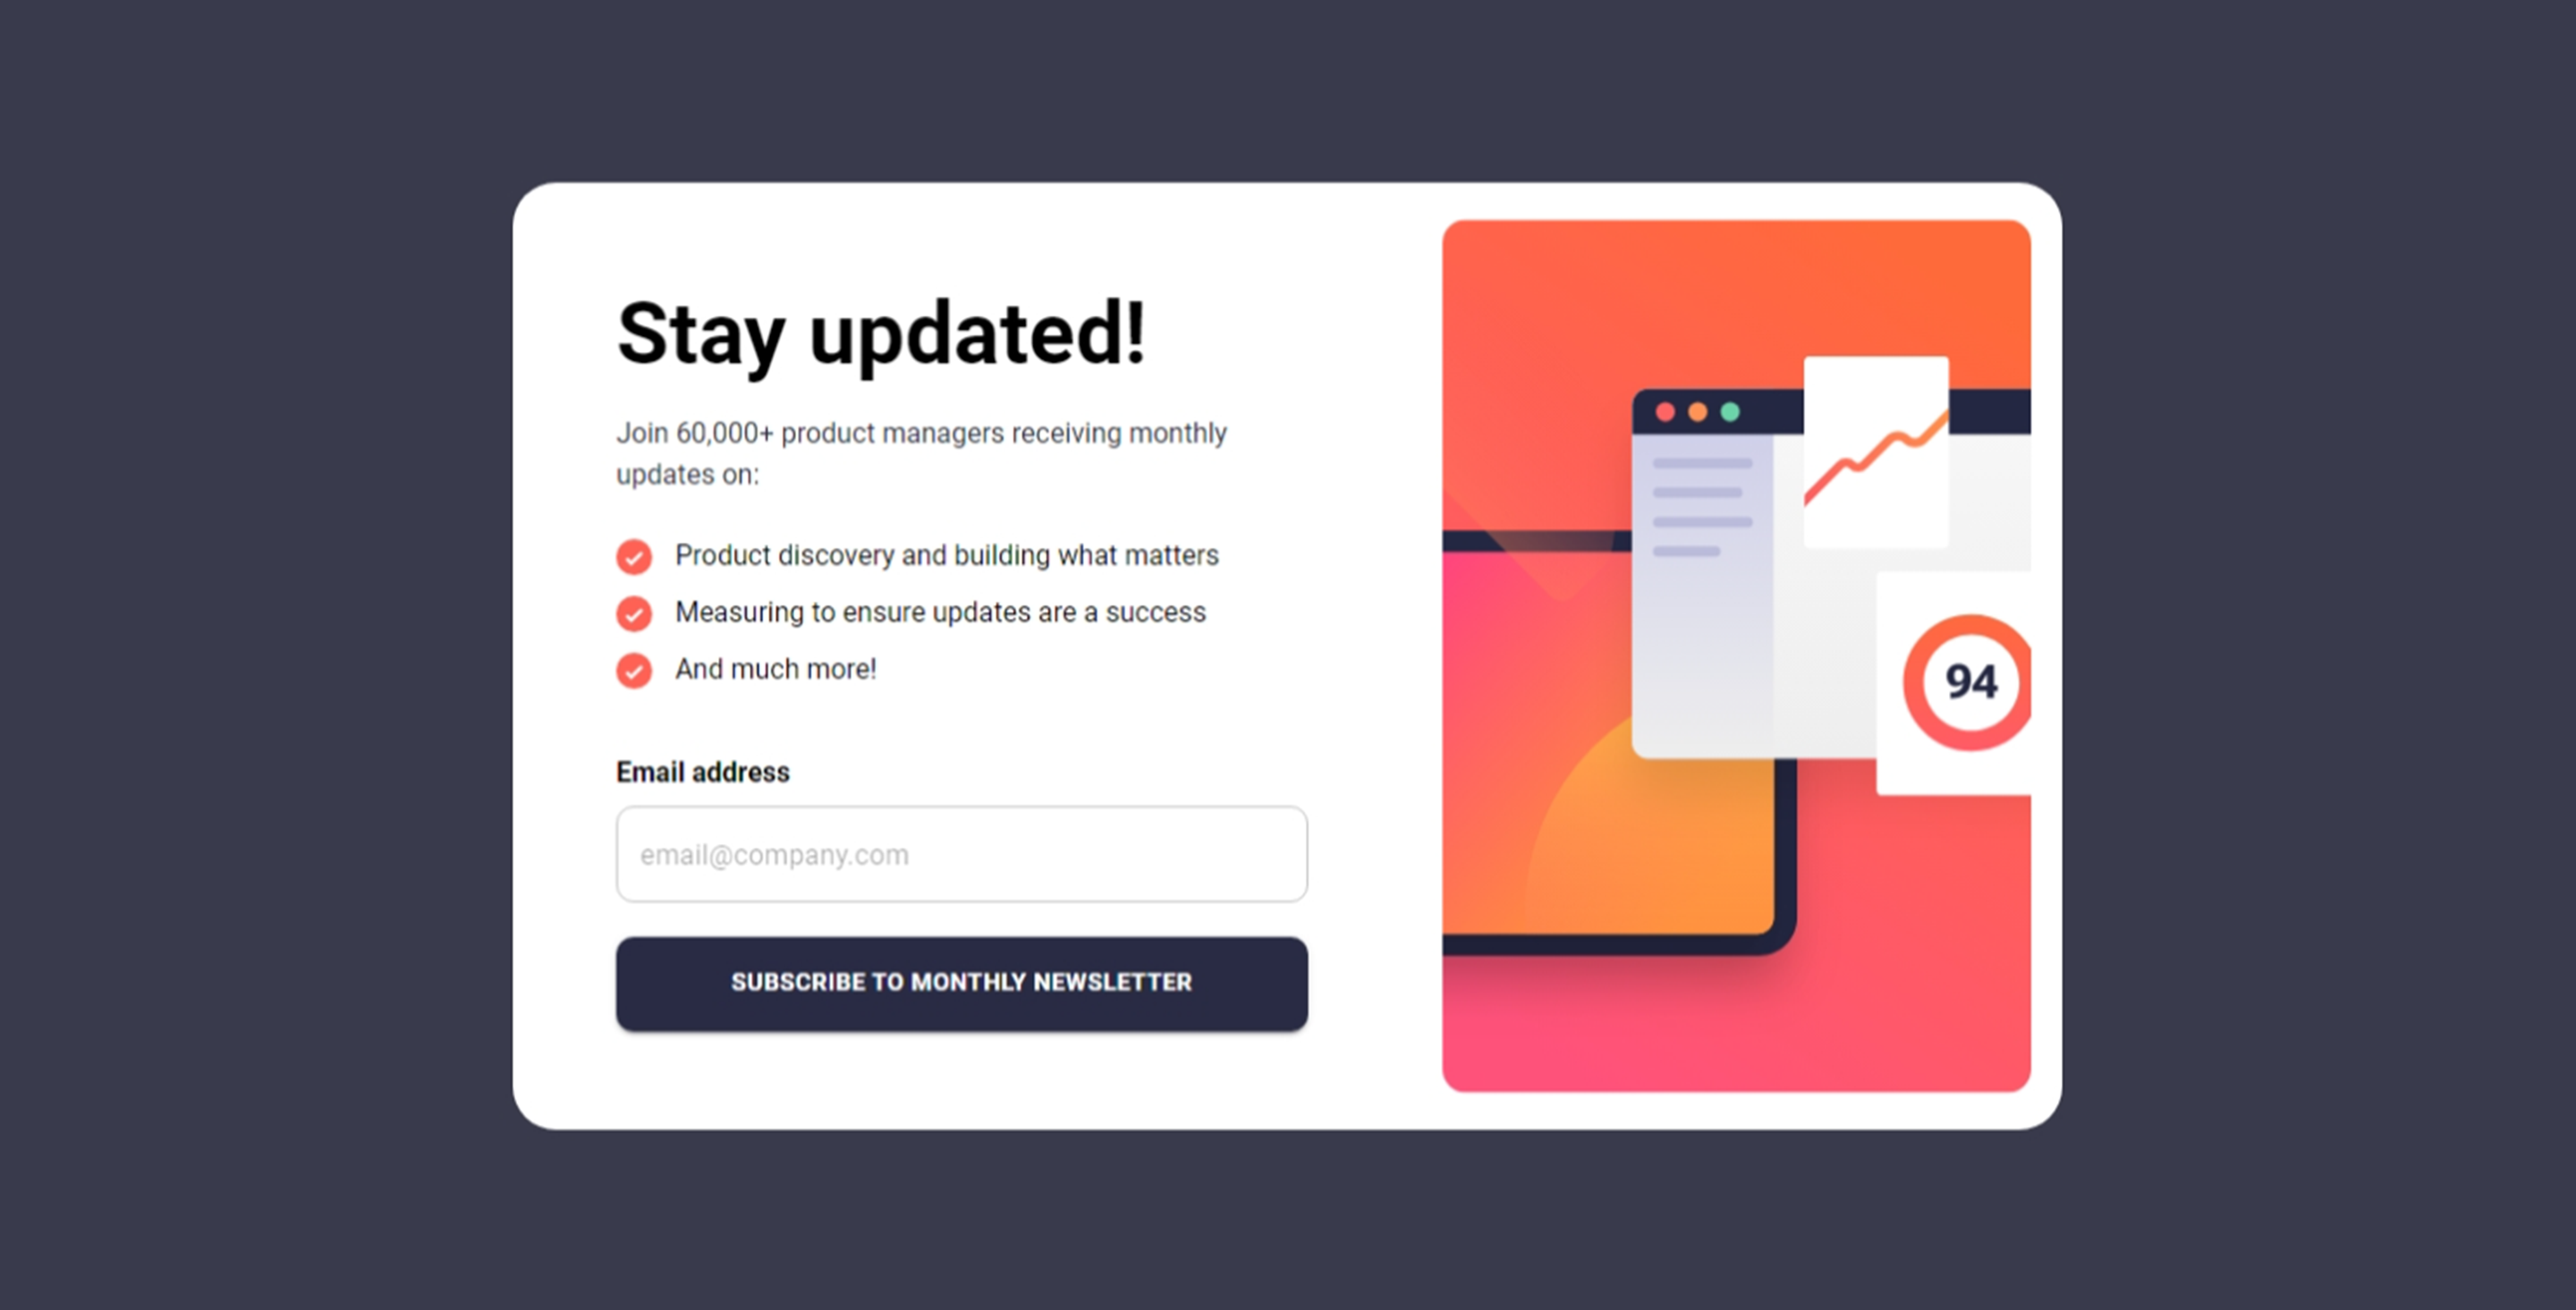 Stay updated!
Join 60,000+ product managers receiving monthly
updates on:
Product discovery and building what matters
Measuring to ensure updates are a success
And much more!
Email address
email@company.com
SUBSCRIBE TO MONTHLY NEWSLETTER
94